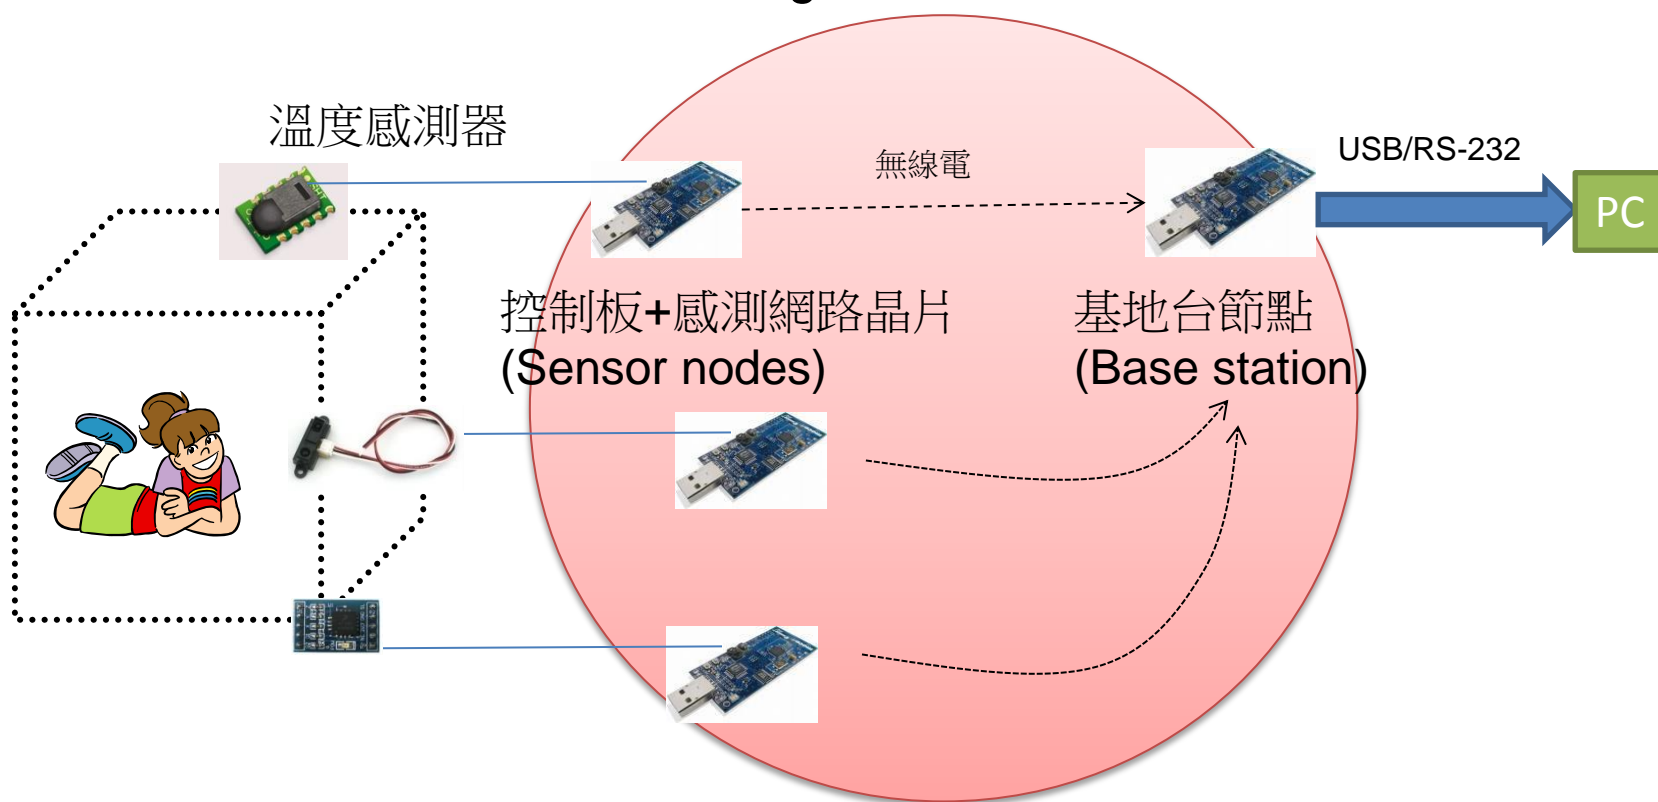 溫度感測器
無線電
USB/RS-232
PC
控制板+感測網路晶片
(Sensor nodes)
基地台節點
(Base station)